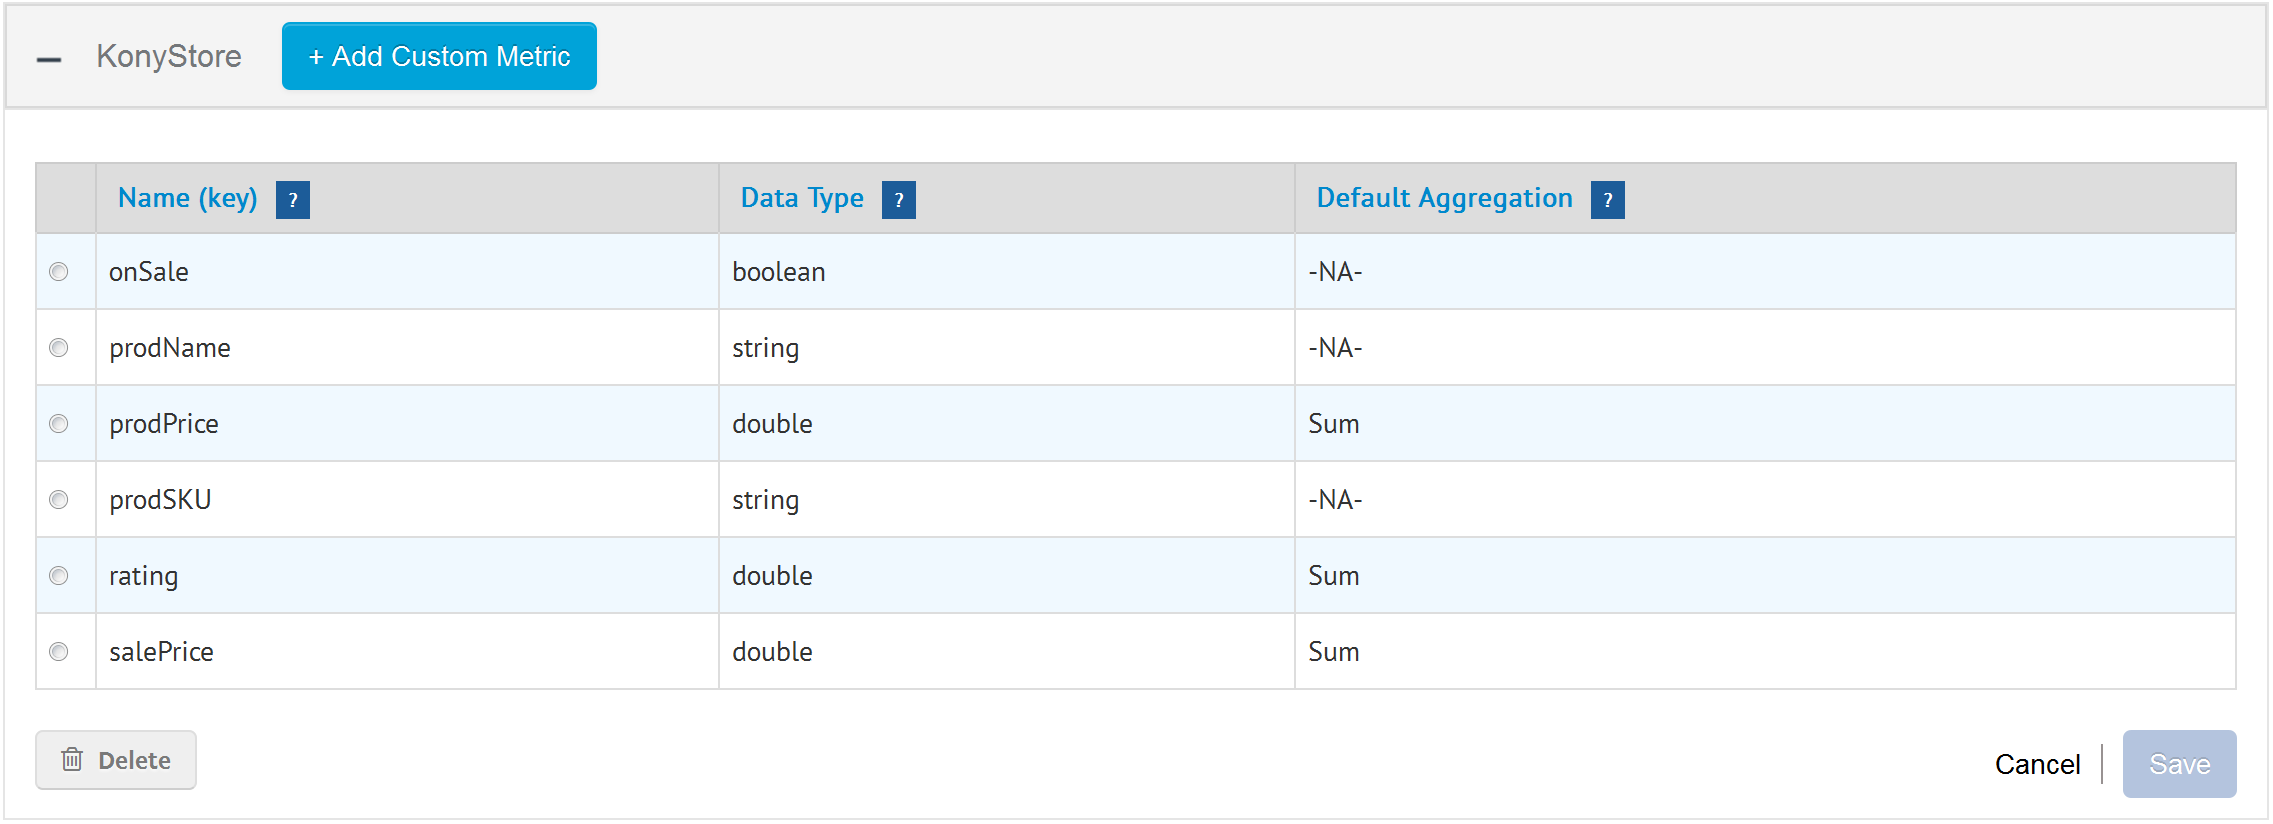 KonyStore + Add Custom Metric
Name (key) ? Data Type ? Default Aggregation ?
onSale boolean -NA-
prodName string -NA-
prodPrice double Sum
prodSKU string -NA-
rating double Sum
salePrice double Sum
Delete Cancel Save